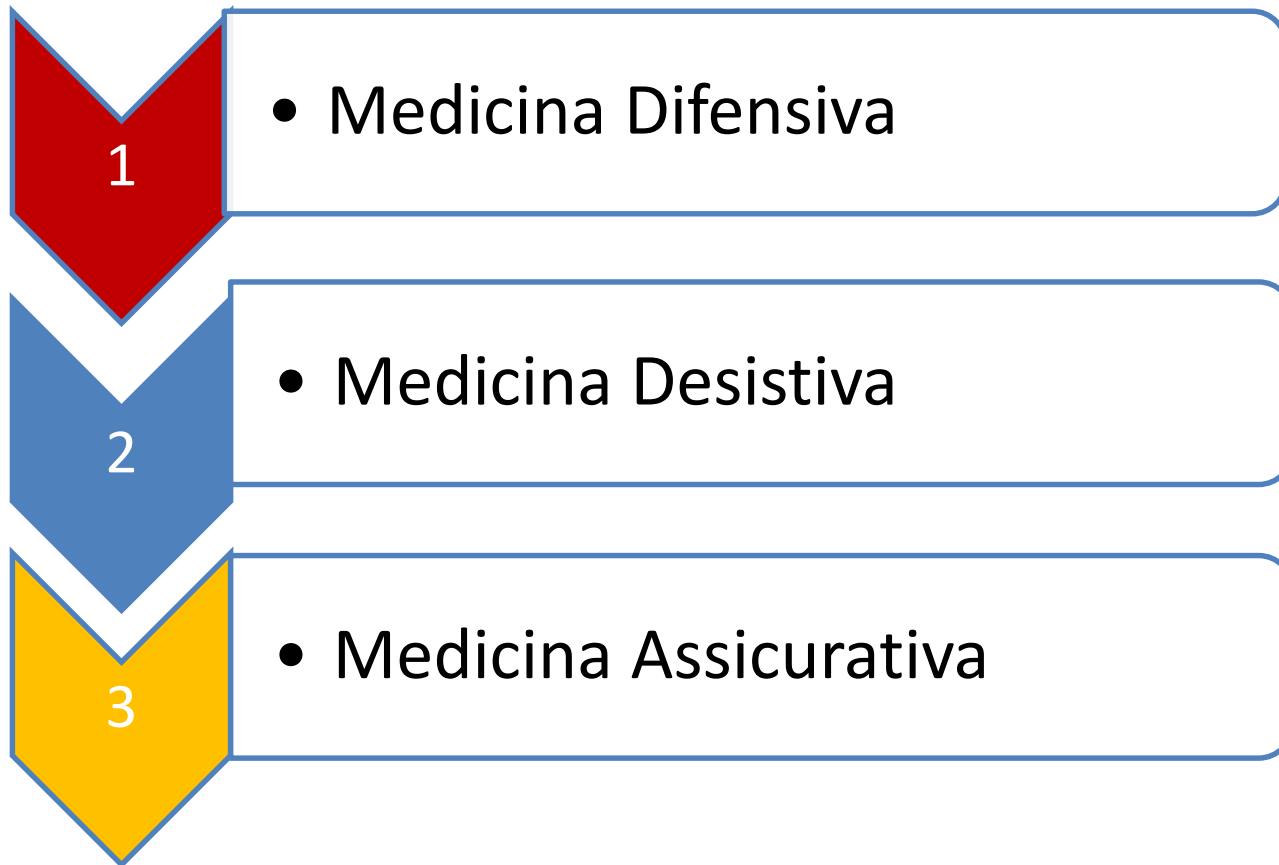 1
• Medicina Difensiva
2
• Medicina Desistiva
3
• Medicina Assicurativa